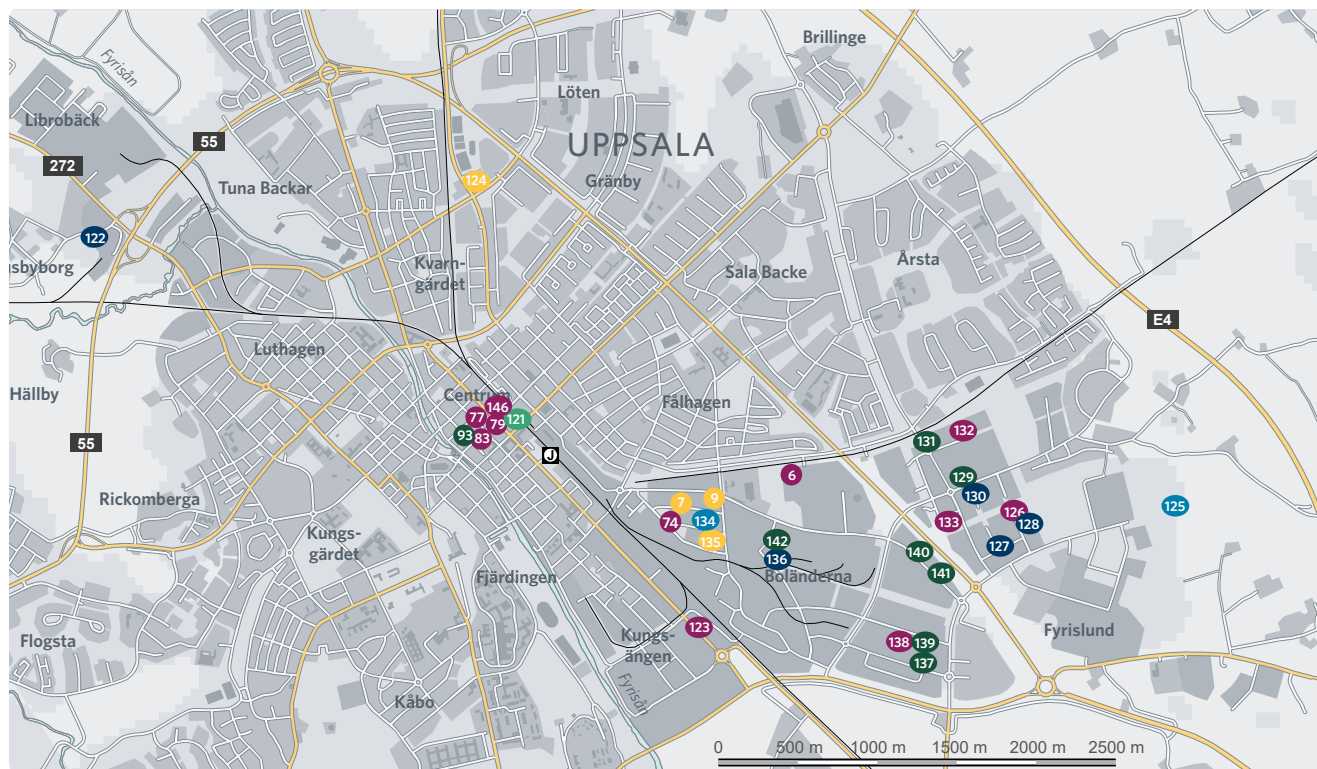 Brillinge
Fyrisån
Löten
Librobäck
55
UPPSALA
272
Tuna Backar
124
Gränby
122
usbyborg
Kvarn-
gärdet
Sala Backe
Årsta
E4
Luthagen
Hällby
Centrum
146
77
79
121
93
83
Fålhagen
55
J
131
132
6
129
130
Rickomberga
7
9
126
125
74
134
133
128
Kungs-
gärdet
135
142
127
136
140
Boländerna
141
Fjärdingen
123
Kungs-
ängen
138
139
137
Fyrislund
Flogsta
Kåbo
Fyrisån
0 500 m 1000 m 1500 m 2000 m 2500 m